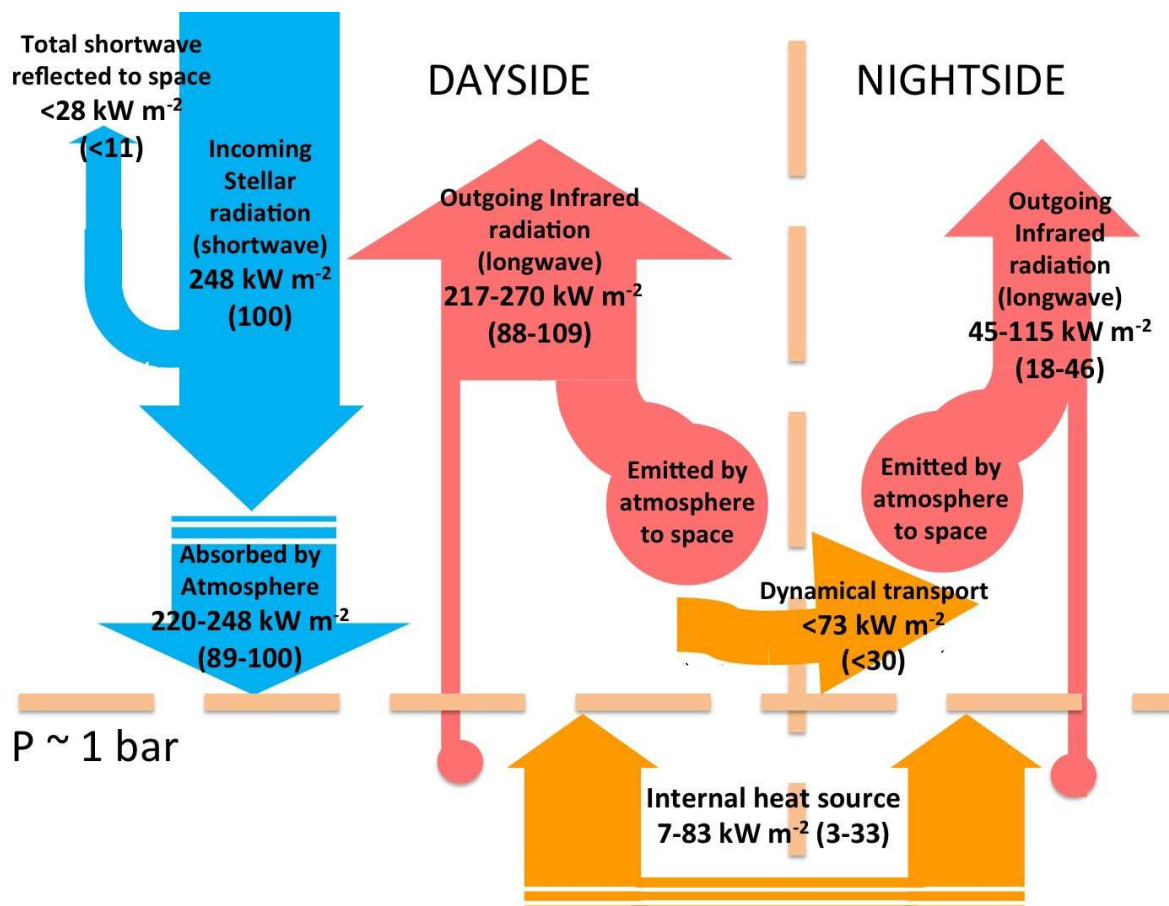 Total shortwave
reflected to space
<28 kW m⁻²
(<11)
Incoming
Stellar
radiation
(shortwave)
248 kW m⁻²
(100)
DAYSIDE
NIGHTSIDE
Outgoing Infrared
radiation
(longwave)
217-270 kW m⁻²
(88-109)
Outgoing
Infrared
radiation
(longwave)
45-115 kW m⁻²
(18-46)
Emitted by
atmosphere
to space
Emitted by
atmosphere
to space
Absorbed by
Atmosphere
220-248 kW m⁻²
(89-100)
Dynamical transport
<73 kW m⁻²
(<30)
P ~ 1 bar
Internal heat source
7-83 kW m⁻² (3-33)